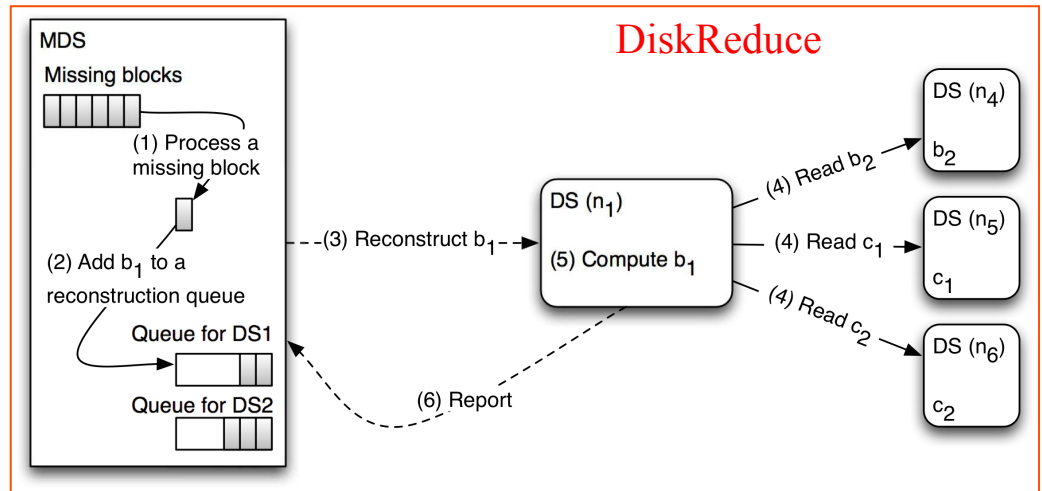 DiskReduce
MDS
Missing blocks
(1) Process a
missing block
(2) Add b₁ to a
reconstruction queue
Queue for DS1
Queue for DS2
(3) Reconstruct b₁
DS (n₁)
(5) Compute b₁
(4) Read b₂
(4) Read c₁
(4) Read c₂
(6) Report
DS (n₄)
b₂
DS (n₅)
c₁
DS (n₆)
c₂